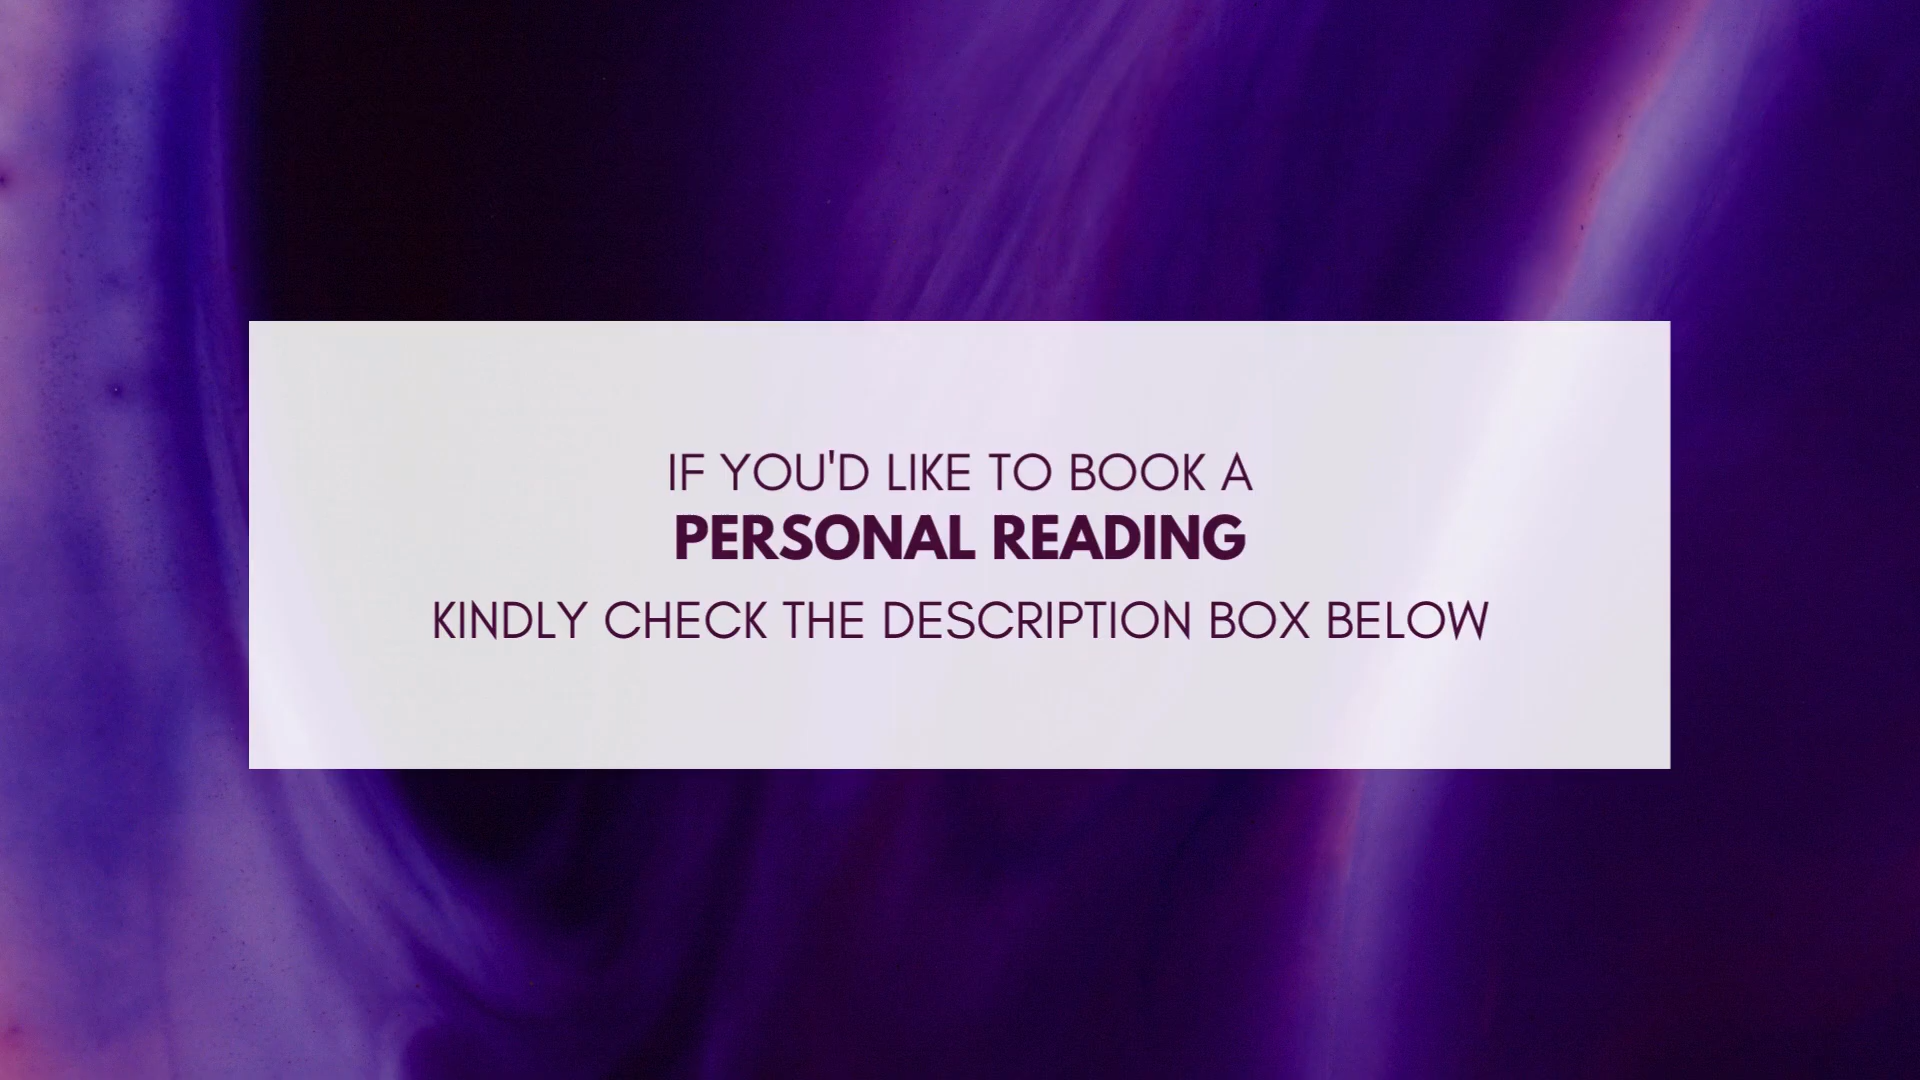 IF YOU'D LIKE TO BOOK A
PERSONAL READING
KINDLY CHECK THE DESCRIPTION BOX BELOW